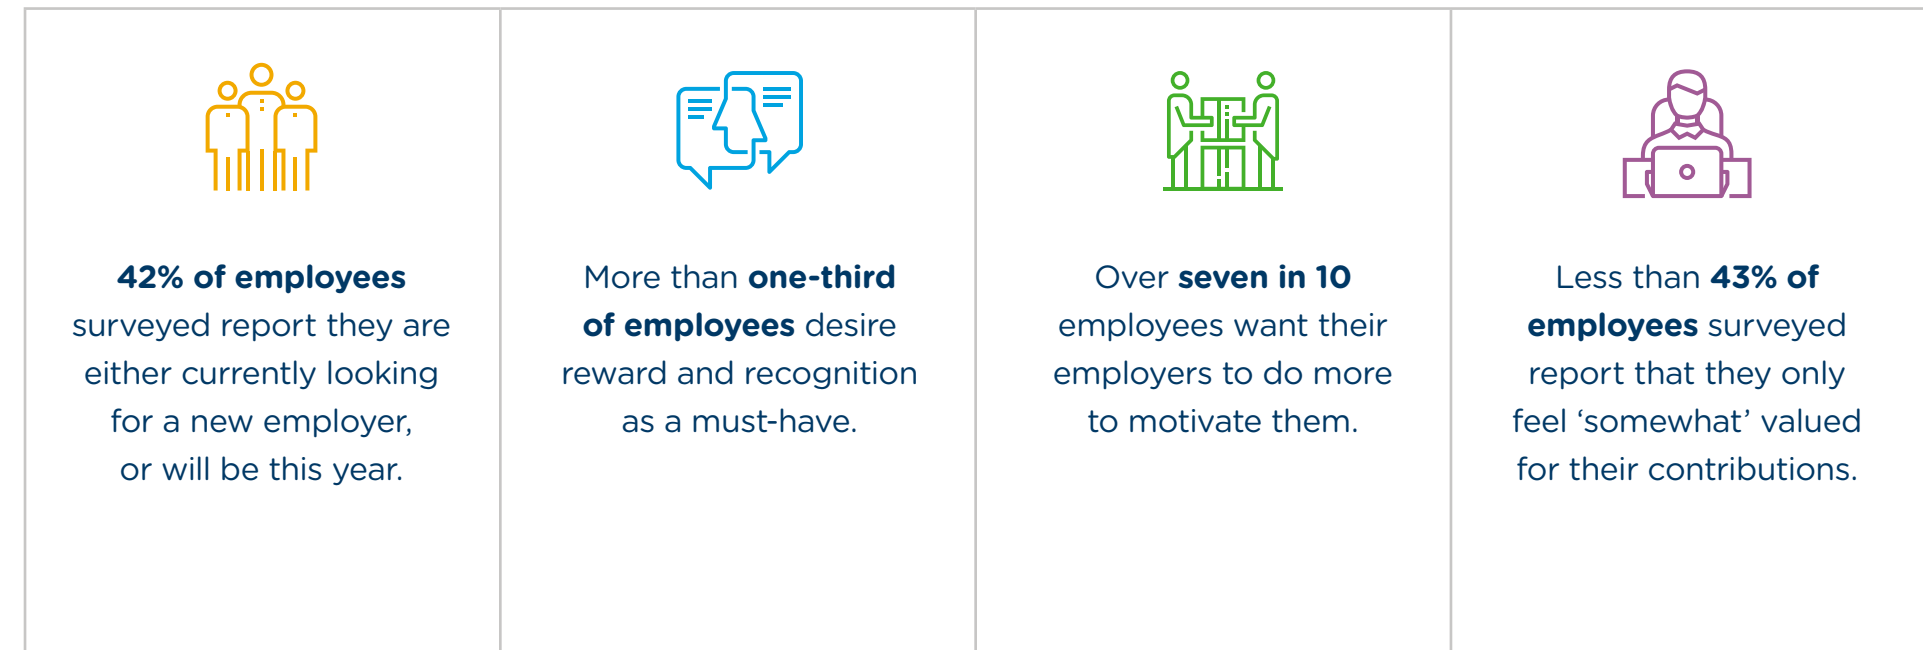 42% of employees
surveyed report they are
either currently looking
for a new employer,
or will be this year.
More than one-third
of employees desire
reward and recognition
as a must-have.
Over seven in 10
employees want their
employers to do more
to motivate them.
Less than 43% of
employees surveyed
report that they only
feel ‘somewhat’ valued
for their contributions.